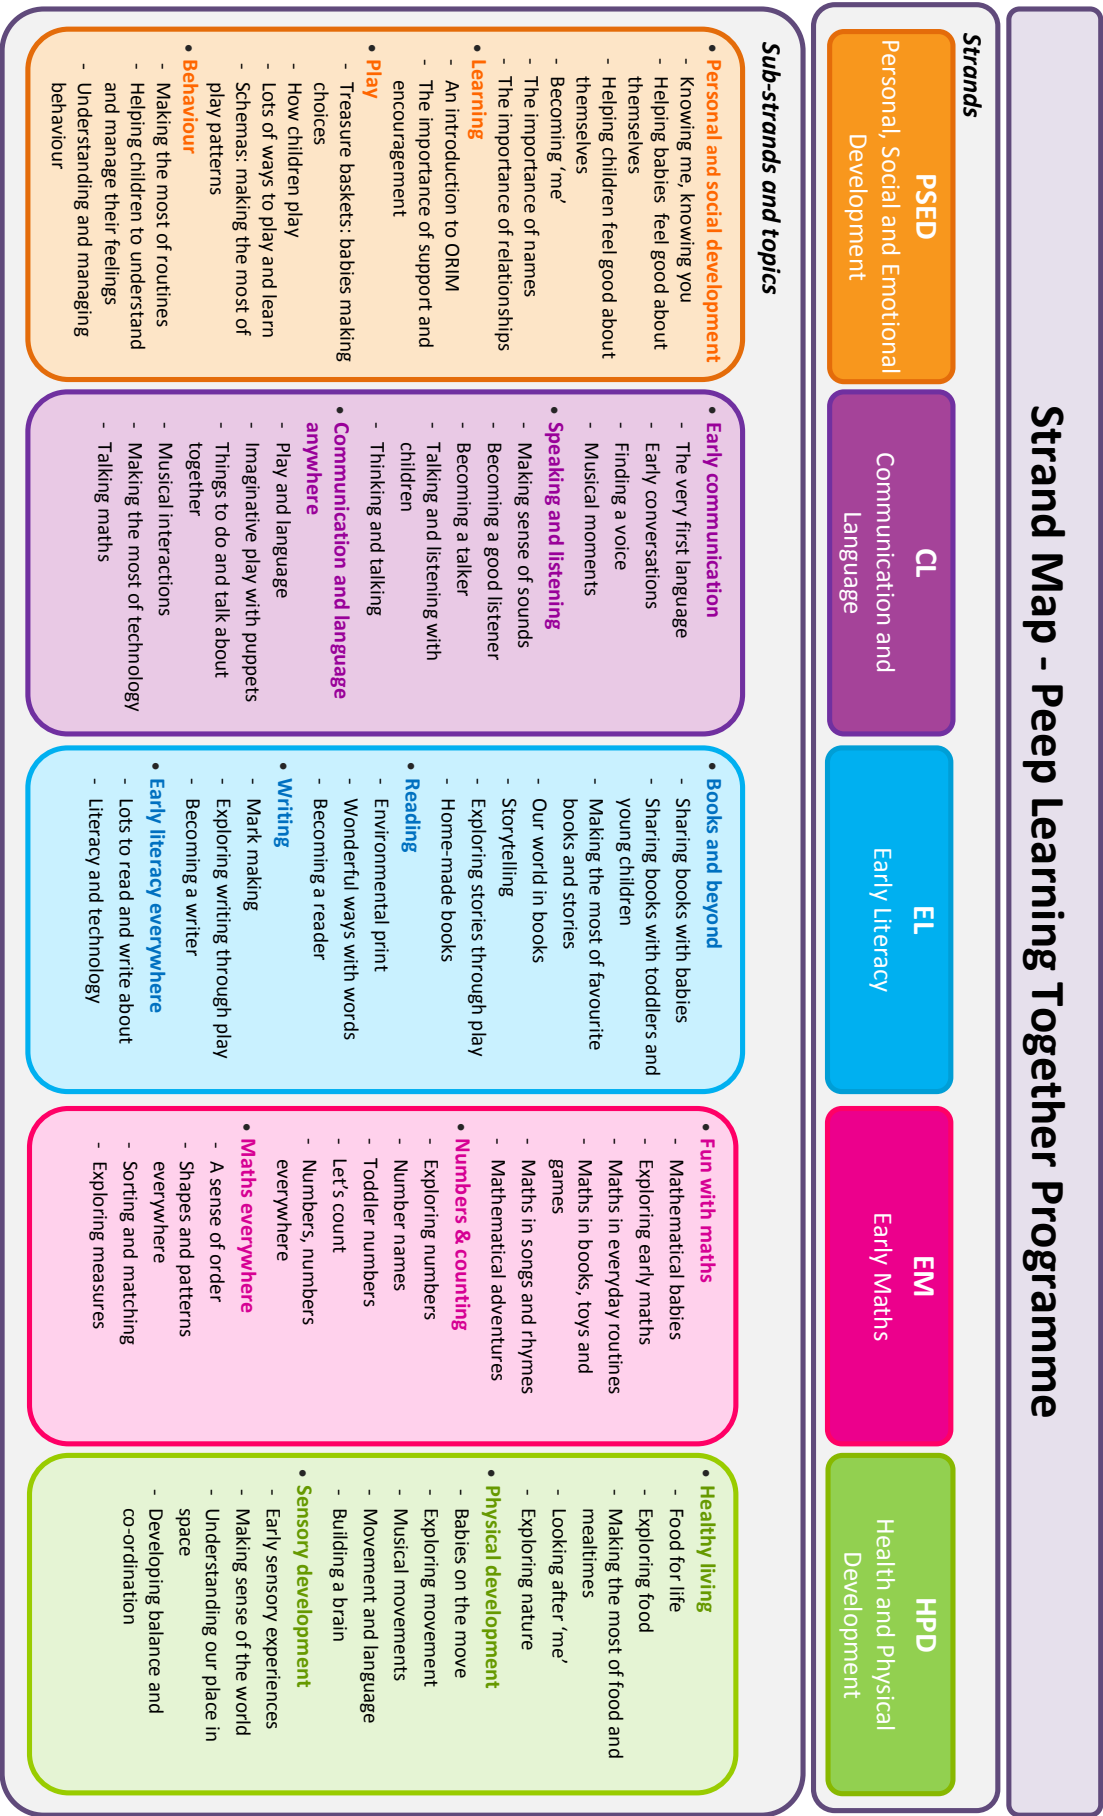 Strand Map - Peep Learning Together Programme
Strands
PSED
Personal, Social and Emotional
Development
CL
Communication and
Language
EL
Early Literacy
EM
Early Maths
HPD
Health and Physical
Development
Sub-strands and topics
• Personal and social development
- Knowing me, knowing you
- Helping babies feel good about
themselves
- Helping children feel good about
themselves
- Becoming ‘me’
- The importance of names
- The importance of relationships
• Learning
- An introduction to ORIM
- The importance of support and
encouragement
• Play
- Treasure baskets: babies making
choices
- How children play
- Lots of ways to play and learn
- Schemas: making the most of
play patterns
• Behaviour
- Making the most of routines
- Helping children to understand
and manage their feelings
- Understanding and managing
behaviour
• Early communication
- The very first language
- Early conversations
- Finding a voice
- Musical moments
• Speaking and listening
- Making sense of sounds
- Becoming a good listener
- Becoming a talker
- Talking and listening with
children
- Thinking and talking
• Communication and language
anywhere
- Play and language
- Imaginative play with puppets
- Things to do and talk about
together
- Musical interactions
- Making the most of technology
- Talking maths
• Books and beyond
- Sharing books with babies
- Sharing books with toddlers and
young children
- Making the most of favourite
books and stories
- Our world in books
- Storytelling
- Exploring stories through play
- Home-made books
• Reading
- Environmental print
- Wonderful ways with words
- Becoming a reader
• Writing
- Mark making
- Exploring writing through play
- Becoming a writer
• Early literacy everywhere
- Lots to read and write about
- Literacy and technology
• Fun with maths
- Mathematical babies
- Exploring early maths
- Maths in everyday routines
- Maths in books, toys and
games
- Maths in songs and rhymes
- Mathematical adventures
• Numbers & counting
- Exploring numbers
- Number names
- Toddler numbers
- Let’s count
- Numbers, numbers
everywhere
• Maths everywhere
- A sense of order
- Shapes and patterns
everywhere
- Sorting and matching
- Exploring measures
• Healthy living
- Food for life
- Exploring food
- Making the most of food and
mealtimes
- Looking after ‘me’
- Exploring nature
• Physical development
- Babies on the move
- Exploring movement
- Musical movements
- Movement and language
- Building a brain
• Sensory development
- Early sensory experiences
- Making sense of the world
- Understanding our place in
space
- Developing balance and
co-ordination